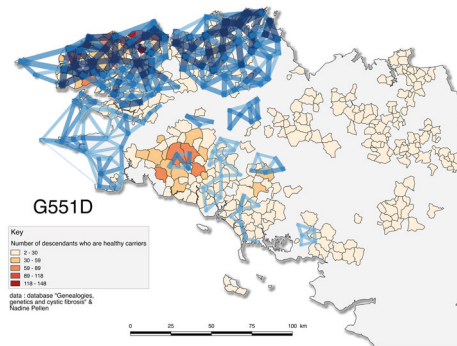 G551D
Key
Number of descendants who are healthy carriers
2 - 30
30 - 59
59 - 89
89 - 118
118 - 148
data : database "Genealogies,
genetics and cystic fibrosis" &
Nadine Pellen
0 25 50 75 100 km